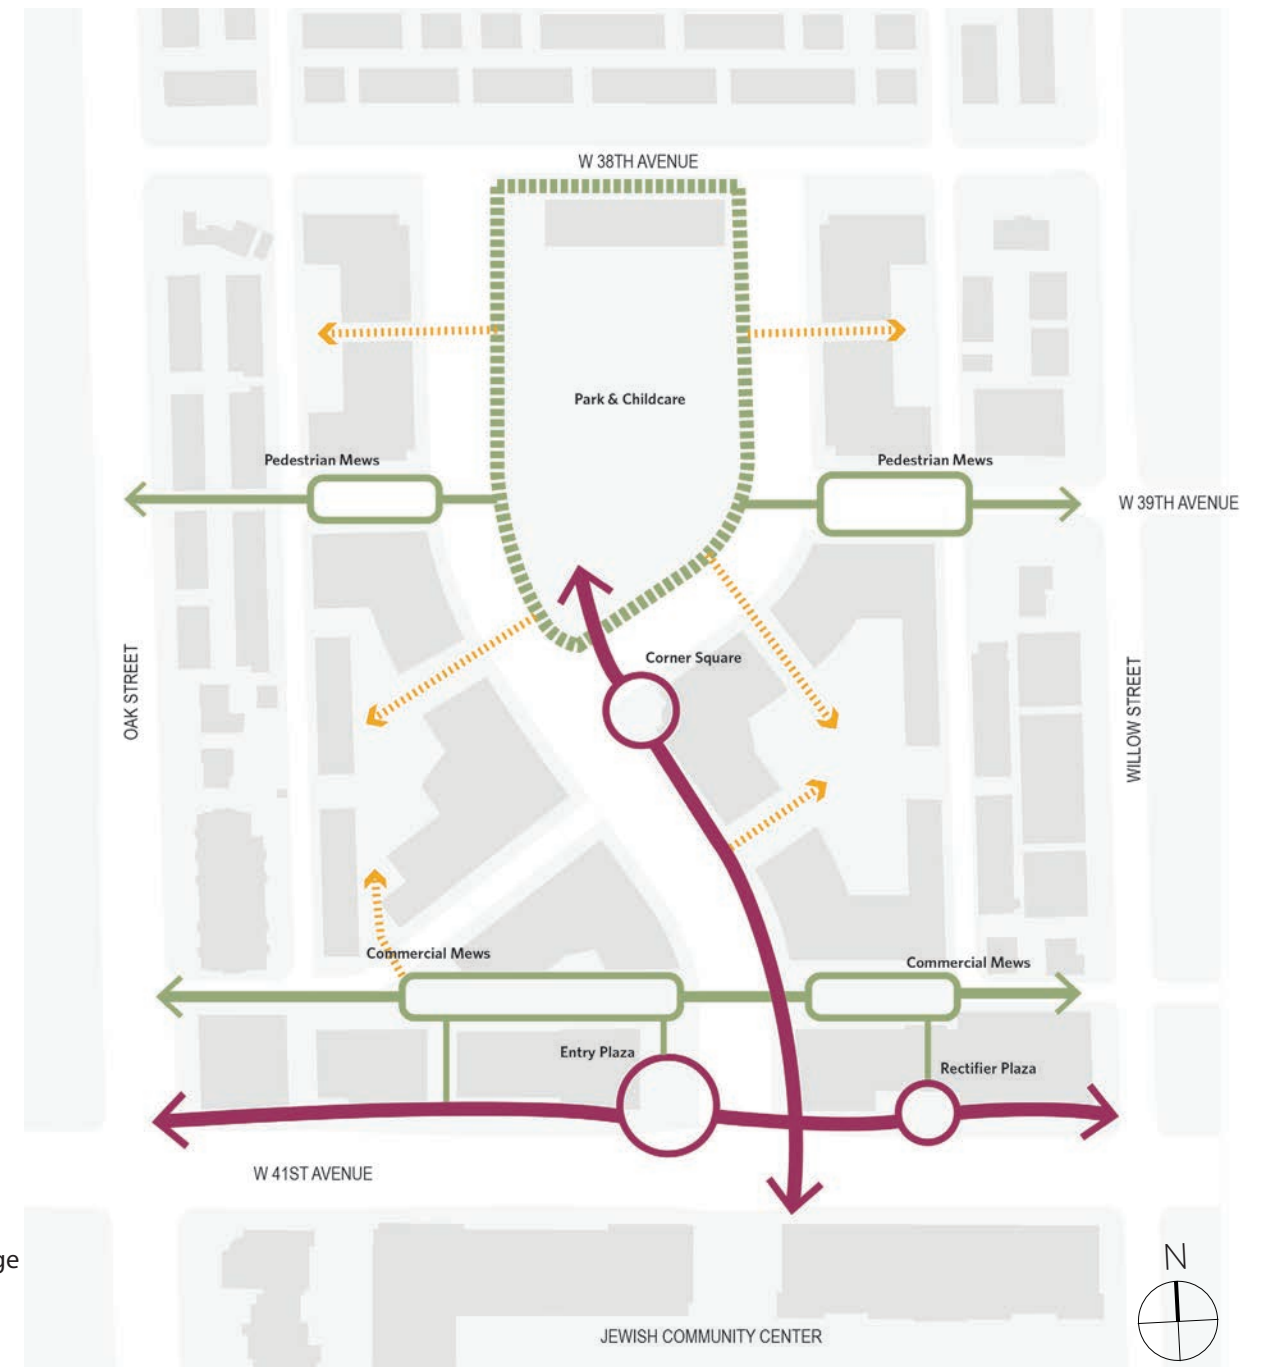 W 38TH AVENUE
Park & Childcare
Pedestrian Mews
Pedestrian Mews
W 39TH AVENUE
OAK STREET
Corner Square
WILLOW STREET
Commercial Mews
Commercial Mews
Entry Plaza
Rectifier Plaza
W 41ST AVENUE
ge
N
JEWISH COMMUNITY CENTER